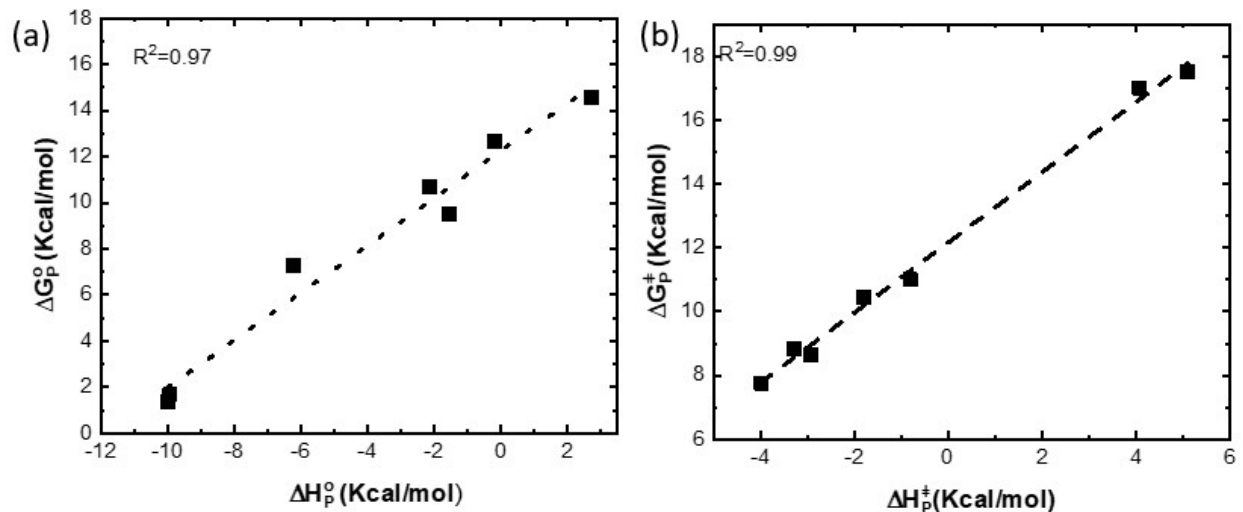 (a)
R²=0.97
18
16
14
12
10
8
6
4
2
0
-12 -10 -8 -6 -4 -2 0 2
ΔG°P (Kcal/mol)
ΔH°P (Kcal/mol)
(b)
R²=0.99
18
16
14
12
10
8
6
-4 -2 0 2 4 6
ΔG‡P (Kcal/mol)
ΔH‡P(Kcal/mol)